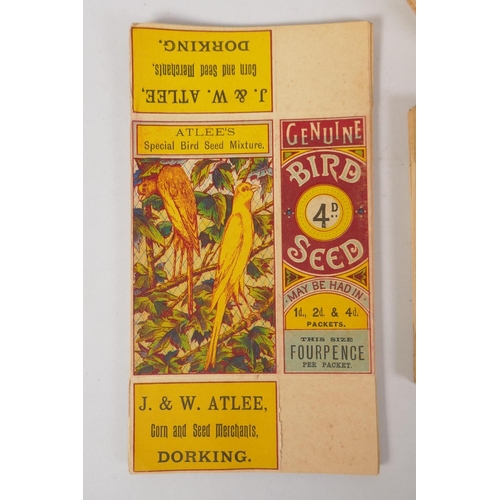 J. & W. ATLEE,
Corn and Seed Merchants,
DORKING.
ATLEE'S
Special Bird Seed Mixture.
GENUINE
BIRD
4D
SEED
MAY BE HAD IN
1d., 2d. & 4d.
PACKETS.
THIS SIZE
FOURPENCE
PER PACKET.
J. & W. ATLEE,
Corn and Seed Merchants,
DORKING.